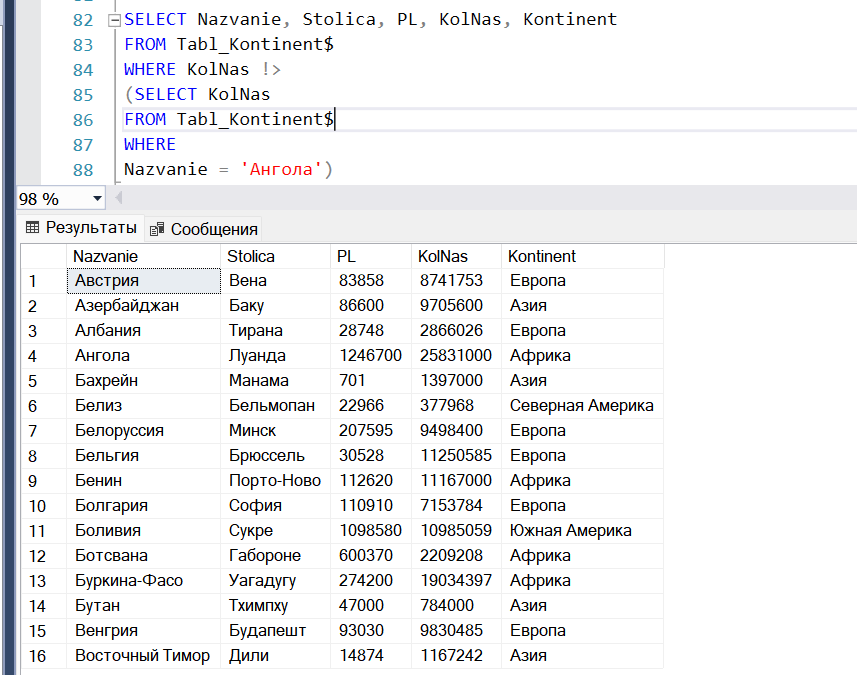 82 SELECT Nazvanie, Stolica, PL, KolNas, Kontinent
83 FROM Tabl_Kontinent$
84 WHERE KolNas !>
85 (SELECT KolNas
86 FROM Tabl_Kontinent$
87 WHERE
88 Nazvanie = 'Ангола')
98 %
Результаты Сообщения
Nazvanie Stolica PL KolNas Kontinent
1 Австрия Вена 83858 8741753 Европа
2 Азербайджан Баку 86600 9705600 Азия
3 Албания Тирана 28748 2866026 Европа
4 Ангола Луанда 1246700 25831000 Африка
5 Бахрейн Манама 701 1397000 Азия
6 Белиз Бельмопан 22966 377968 Северная Америка
7 Белоруссия Минск 207595 9498400 Европа
8 Бельгия Брюссель 30528 11250585 Европа
9 Бенин Порто-Ново 112620 11167000 Африка
10 Болгария София 110910 7153784 Европа
11 Боливия Сукре 1098580 10985059 Южная Америка
12 Ботсвана Габороне 600370 2209208 Африка
13 Буркина-Фасо Уагадугу 274200 19034397 Африка
14 Бутан Тхимпху 47000 784000 Азия
15 Венгрия Будапешт 93030 9830485 Европа
16 Восточный Тимор Дили 14874 1167242 Азия